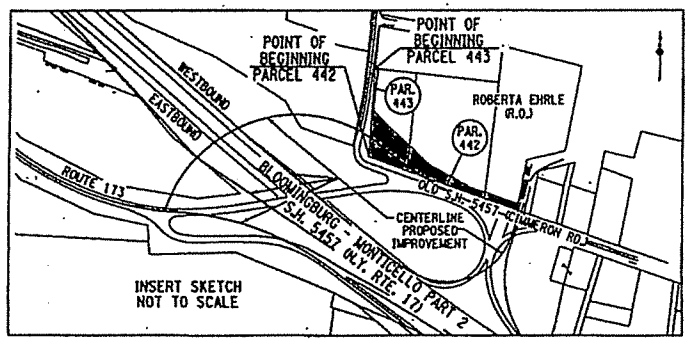 POINT OF
BEGINNING
PARCEL 443
POINT OF
BEGINNING
PARCEL 442
WESTBOUND
EASTBOUND
PAR.
443
ROBERTA EHRLE
(R.O.)
PAR.
442
ROUTE 173
OLD S.H. 5457 (CIMMERON RD.)
BLOOMINGBURG - MONTICELLO PART 2
S.H. 5457 (LY. RTE. 17)
CENTERLINE
PROPOSED
IMPROVEMENT
INSERT SKETCH
NOT TO SCALE